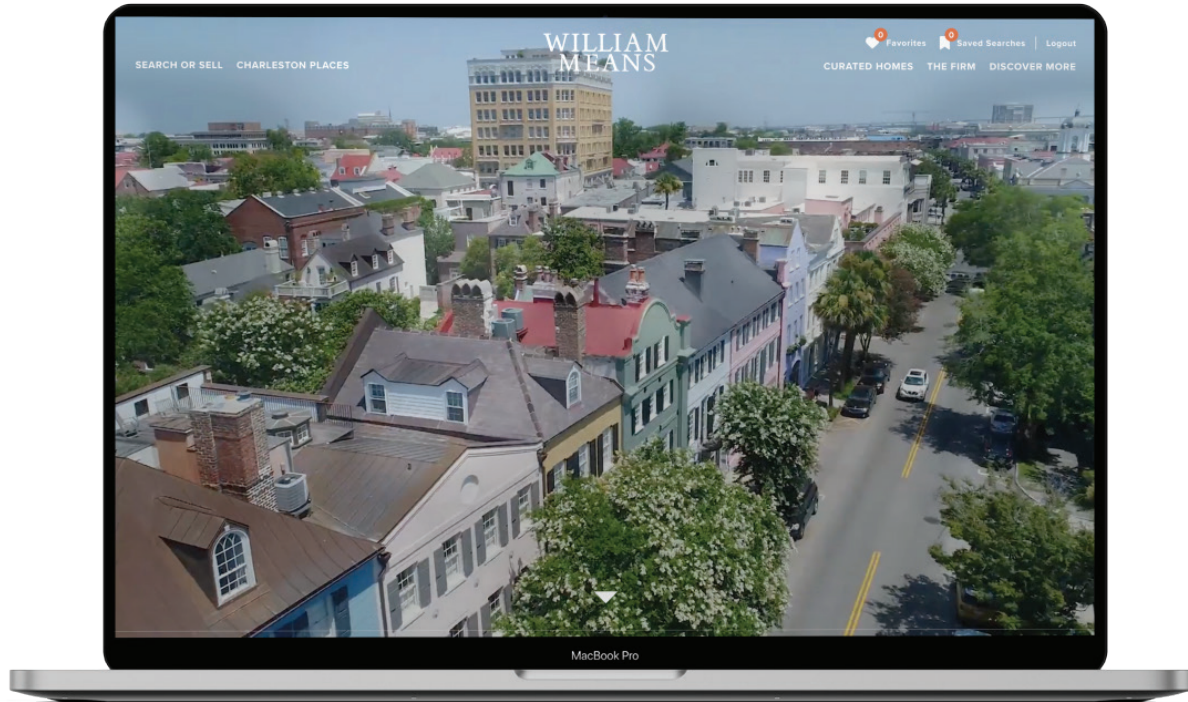 WILLIAM
MEANS
0 Favorites 0 Saved Searches | Logout
SEARCH OR SELL CHARLESTON PLACES
CURATED HOMES THE FIRM DISCOVER MORE
MacBook Pro